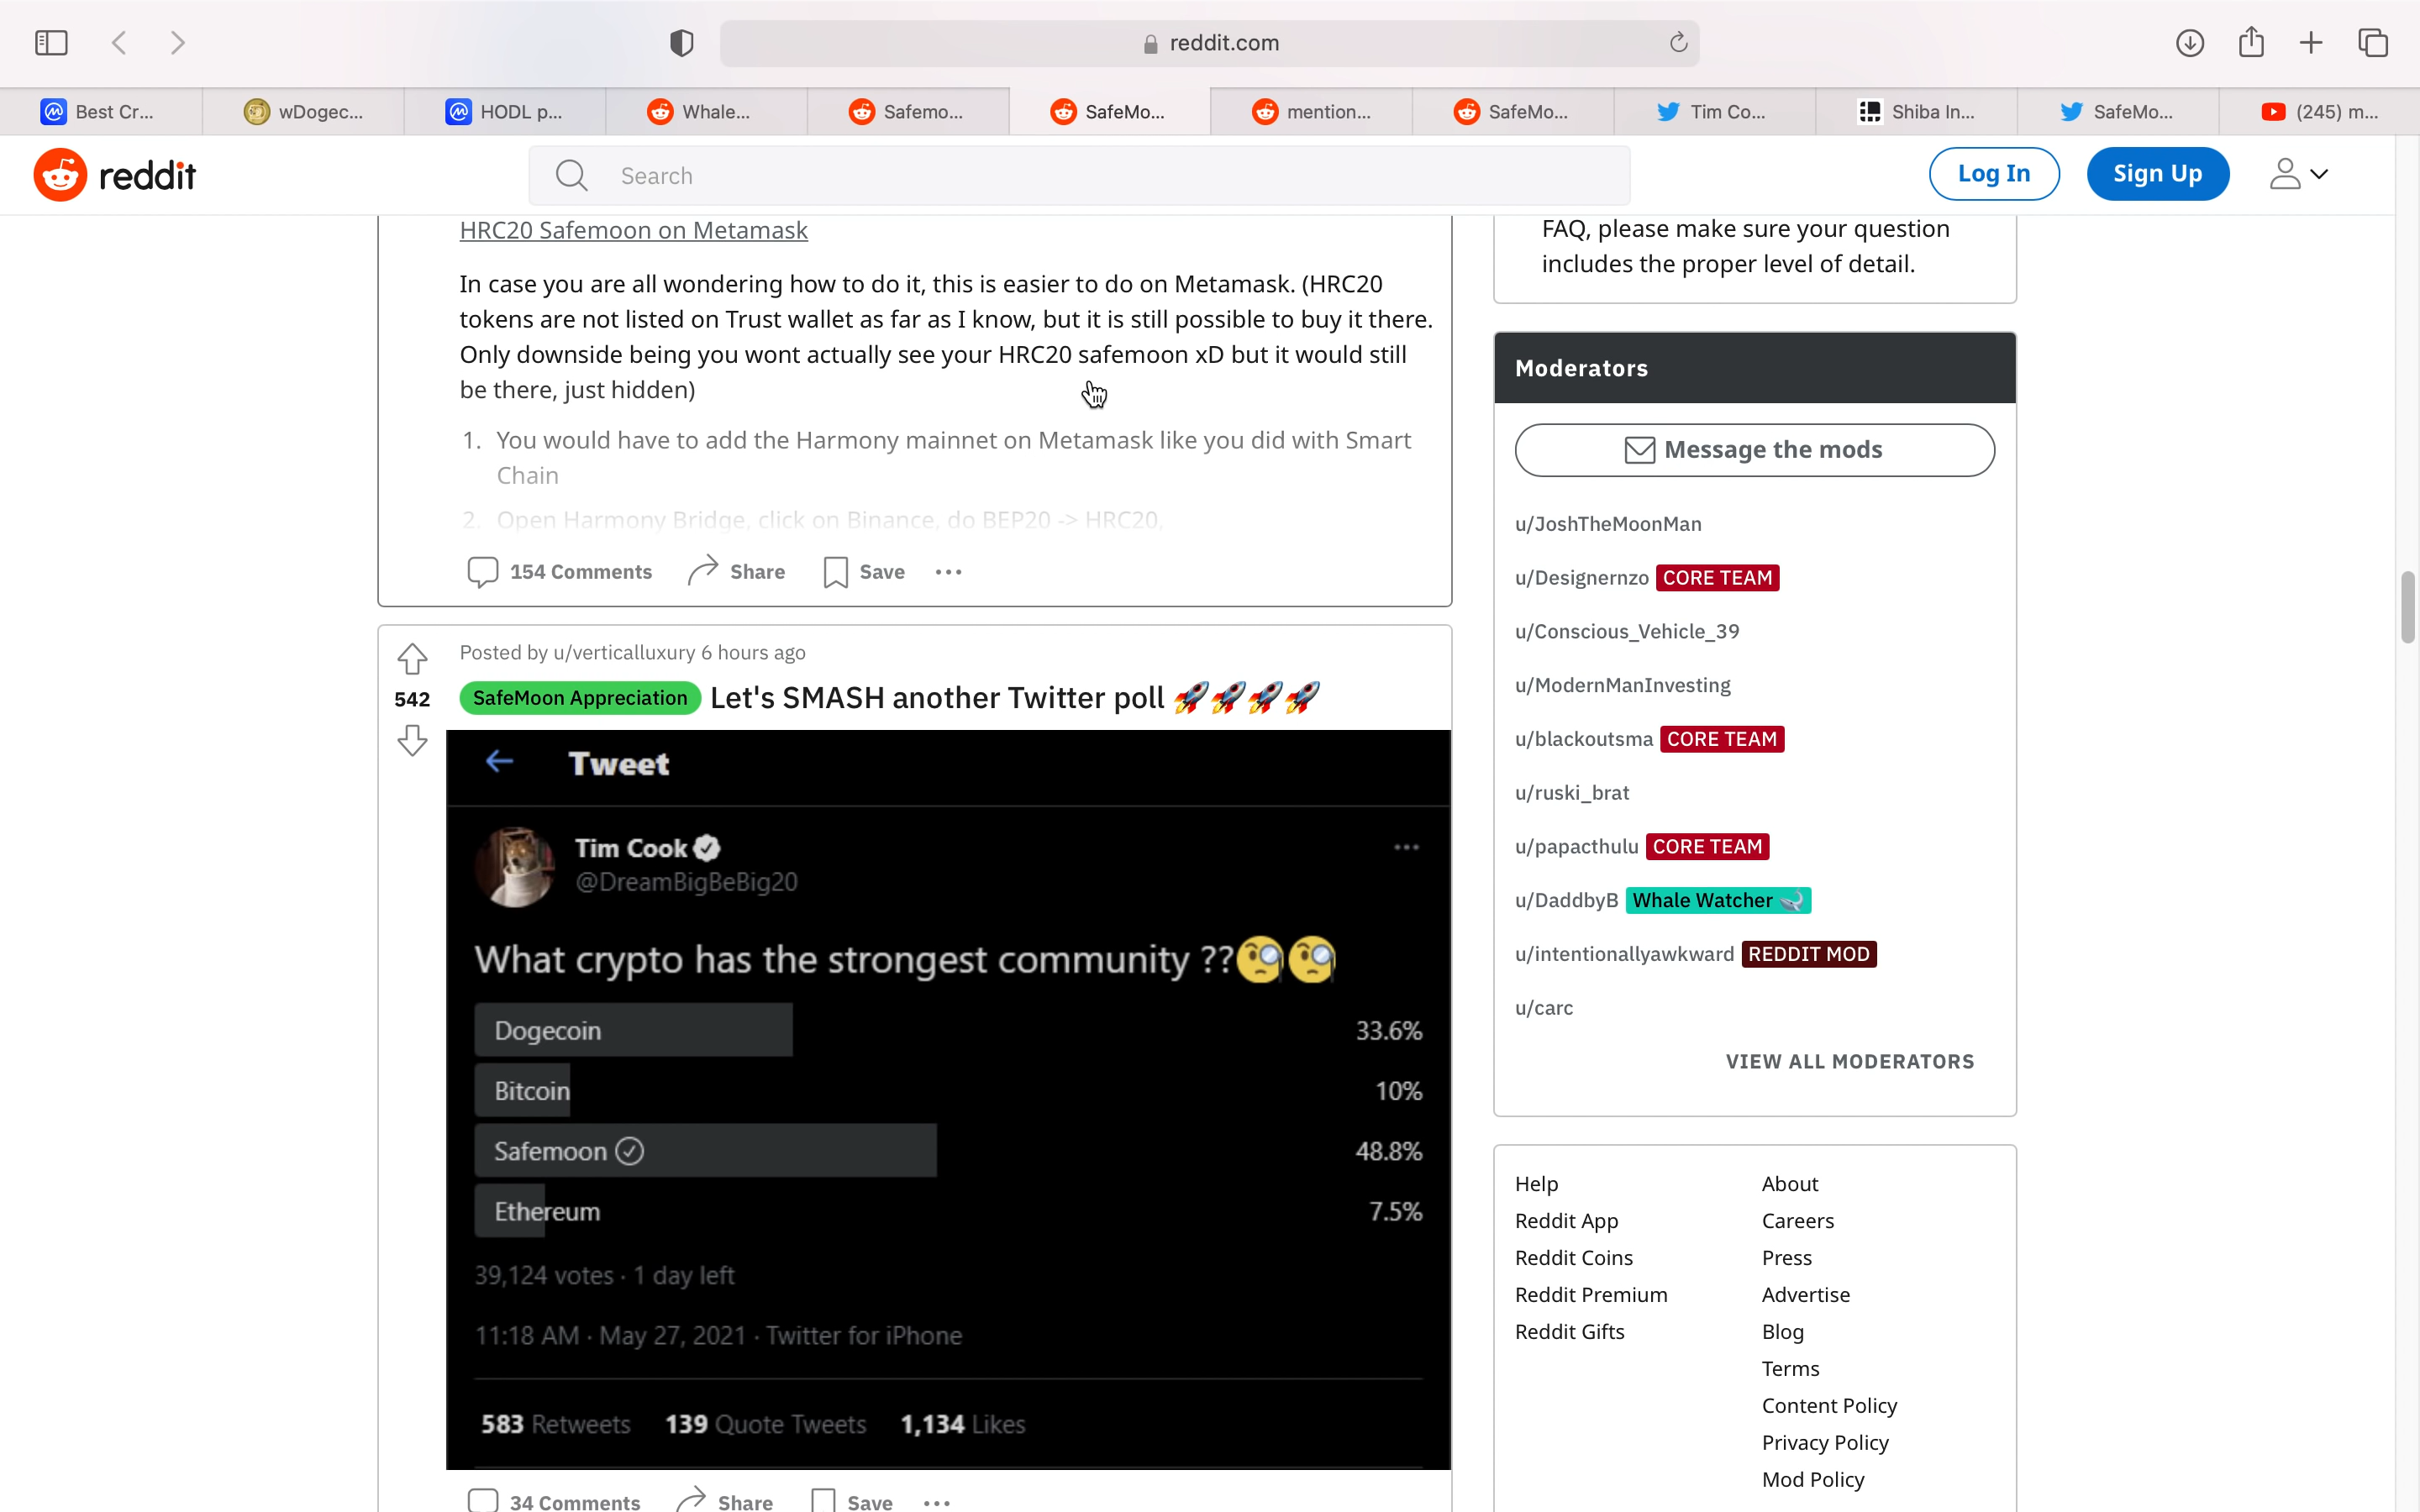 reddit.com
Best Cr...
wDogec...
HODL p...
Whale...
Safemo...
SafeMo...
mention...
SafeMo...
Tim Co...
Shiba In...
SafeMo...
(245) m...
reddit
Search
Log In
Sign Up
HRC20 Safemoon on Metamask
In case you are all wondering how to do it, this is easier to do on Metamask. (HRC20
tokens are not listed on Trust wallet as far as I know, but it is still possible to buy it there.
Only downside being you wont actually see your HRC20 safemoon xD but it would still
be there, just hidden)
1. You would have to add the Harmony mainnet on Metamask like you did with Smart
Chain
2. Open Harmony Bridge, click on Binance, do BEP20 -> HRC20,
154 Comments Share Save
Posted by u/verticalluxury 6 hours ago
542
SafeMoon Appreciation Let's SMASH another Twitter poll 🚀🚀🚀🚀
Tweet
Tim Cook
@DreamBigBeBig20
What crypto has the strongest community ??🧐🧐
Dogecoin 33.6%
Bitcoin 10%
Safemoon 48.8%
Ethereum 7.5%
39,124 votes · 1 day left
11:18 AM · May 27, 2021 · Twitter for iPhone
583 Retweets 139 Quote Tweets 1,134 Likes
34 Comments Share Save
FAQ, please make sure your question
includes the proper level of detail.
Moderators
Message the mods
u/JoshTheMoonMan
u/Designernzo CORE TEAM
u/Conscious_Vehicle_39
u/ModernManInvesting
u/blackoutsma CORE TEAM
u/ruski_brat
u/papacthulu CORE TEAM
u/DaddbyB Whale Watcher 🐋
u/intentionallyawkward REDDIT MOD
u/carc
VIEW ALL MODERATORS
Help About
Reddit App Careers
Reddit Coins Press
Reddit Premium Advertise
Reddit Gifts Blog
Terms
Content Policy
Privacy Policy
Mod Policy